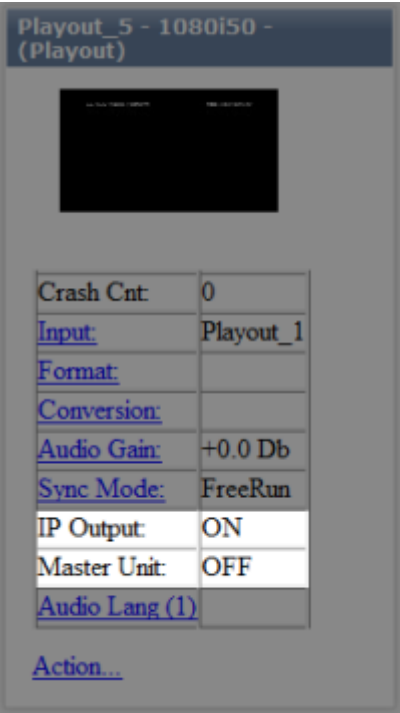 Playout_5 - 1080i50 -
(Playout)
Crash Cnt: 0
Input: Playout_1
Format:
Conversion:
Audio Gain: +0.0 Db
Sync Mode: FreeRun
IP Output: ON
Master Unit: OFF
Audio Lang (1)
Action...